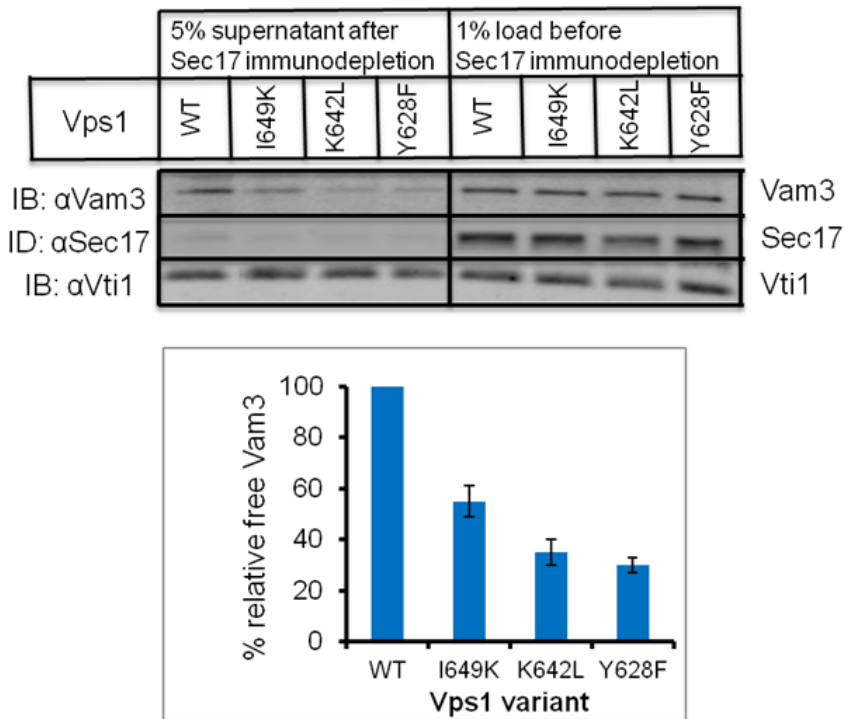 5% supernatant after
Sec17 immunodepletion
1% load before
Sec17 immunodepletion
Vps1
WT
I649K
K642L
Y628F
WT
I649K
K642L
Y628F
IB: αVam3
Vam3
ID: αSec17
Sec17
IB: αVti1
Vti1
% relative free Vam3
100
80
60
40
20
0
WT I649K K642L Y628F
Vps1 variant